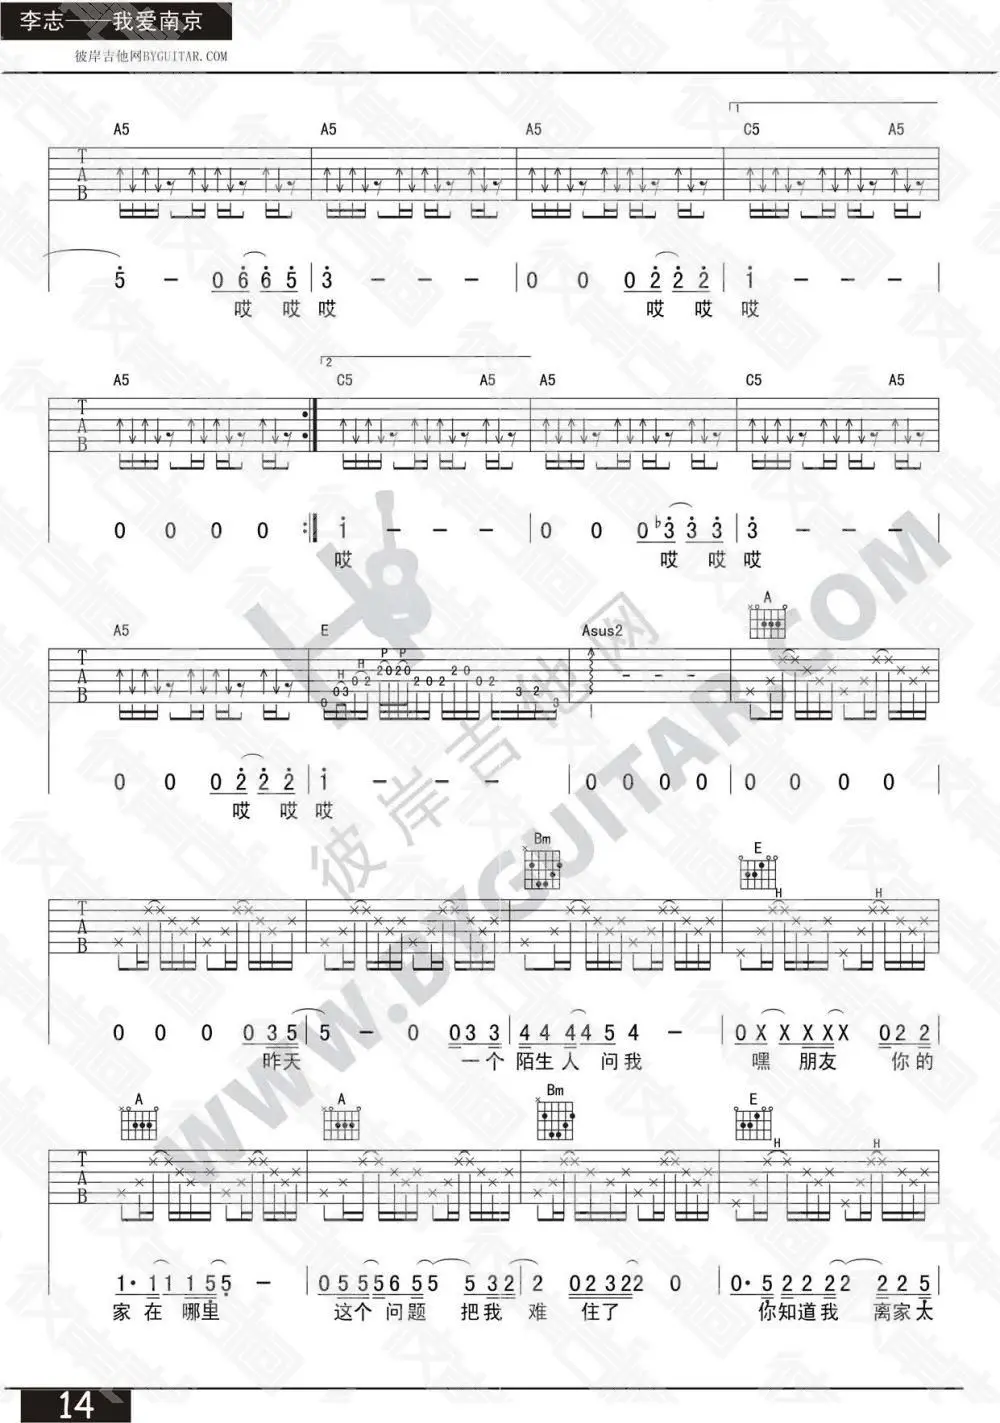 李志——我爱南京
彼岸吉他网BYGUITAR.COM
1
A5 A5 A5 C5 A5
T A B
5 － 0 6 6 5 3 － － － 0 0 0 2 2 2 i － － －
哎 哎 哎 哎 哎 哎
2
A5 C5 A5 A5 C5 A5
T A B
0 0 0 0 i － － － 0 0 0 ♭3 3 3 3 － － －
哎 哎 哎 哎
A5 E Asus2 A
H H P P
T A B
0 0 3 0 2 2 0 2 0 2 0 2 2 0 0 2 3 2 3
0 0 0 2 2 2 i － － － 0 0 0 0 0 0 0 0
哎 哎 哎
彼岸吉他网
WWW.BYGUITAR.COM
Bm E
H H
T A B
0 0 0 0 3 5 5 － 0 0 3 3 4 4 4 4 5 4 － 0 X X X X X 0 2 2
昨天 一个 陌生人 问我 嘿 朋友 你的
A A Bm E
H H
T A B
1· 1 1 1 5 5 － 0 5 5 5 6 5 5 5 3 2 2 0 2 3 2 2 0 0· 5 2 2 2 2 2 2 5
家 在 哪里 这个 问题 把我 难 住了 你知道我 离家太
14